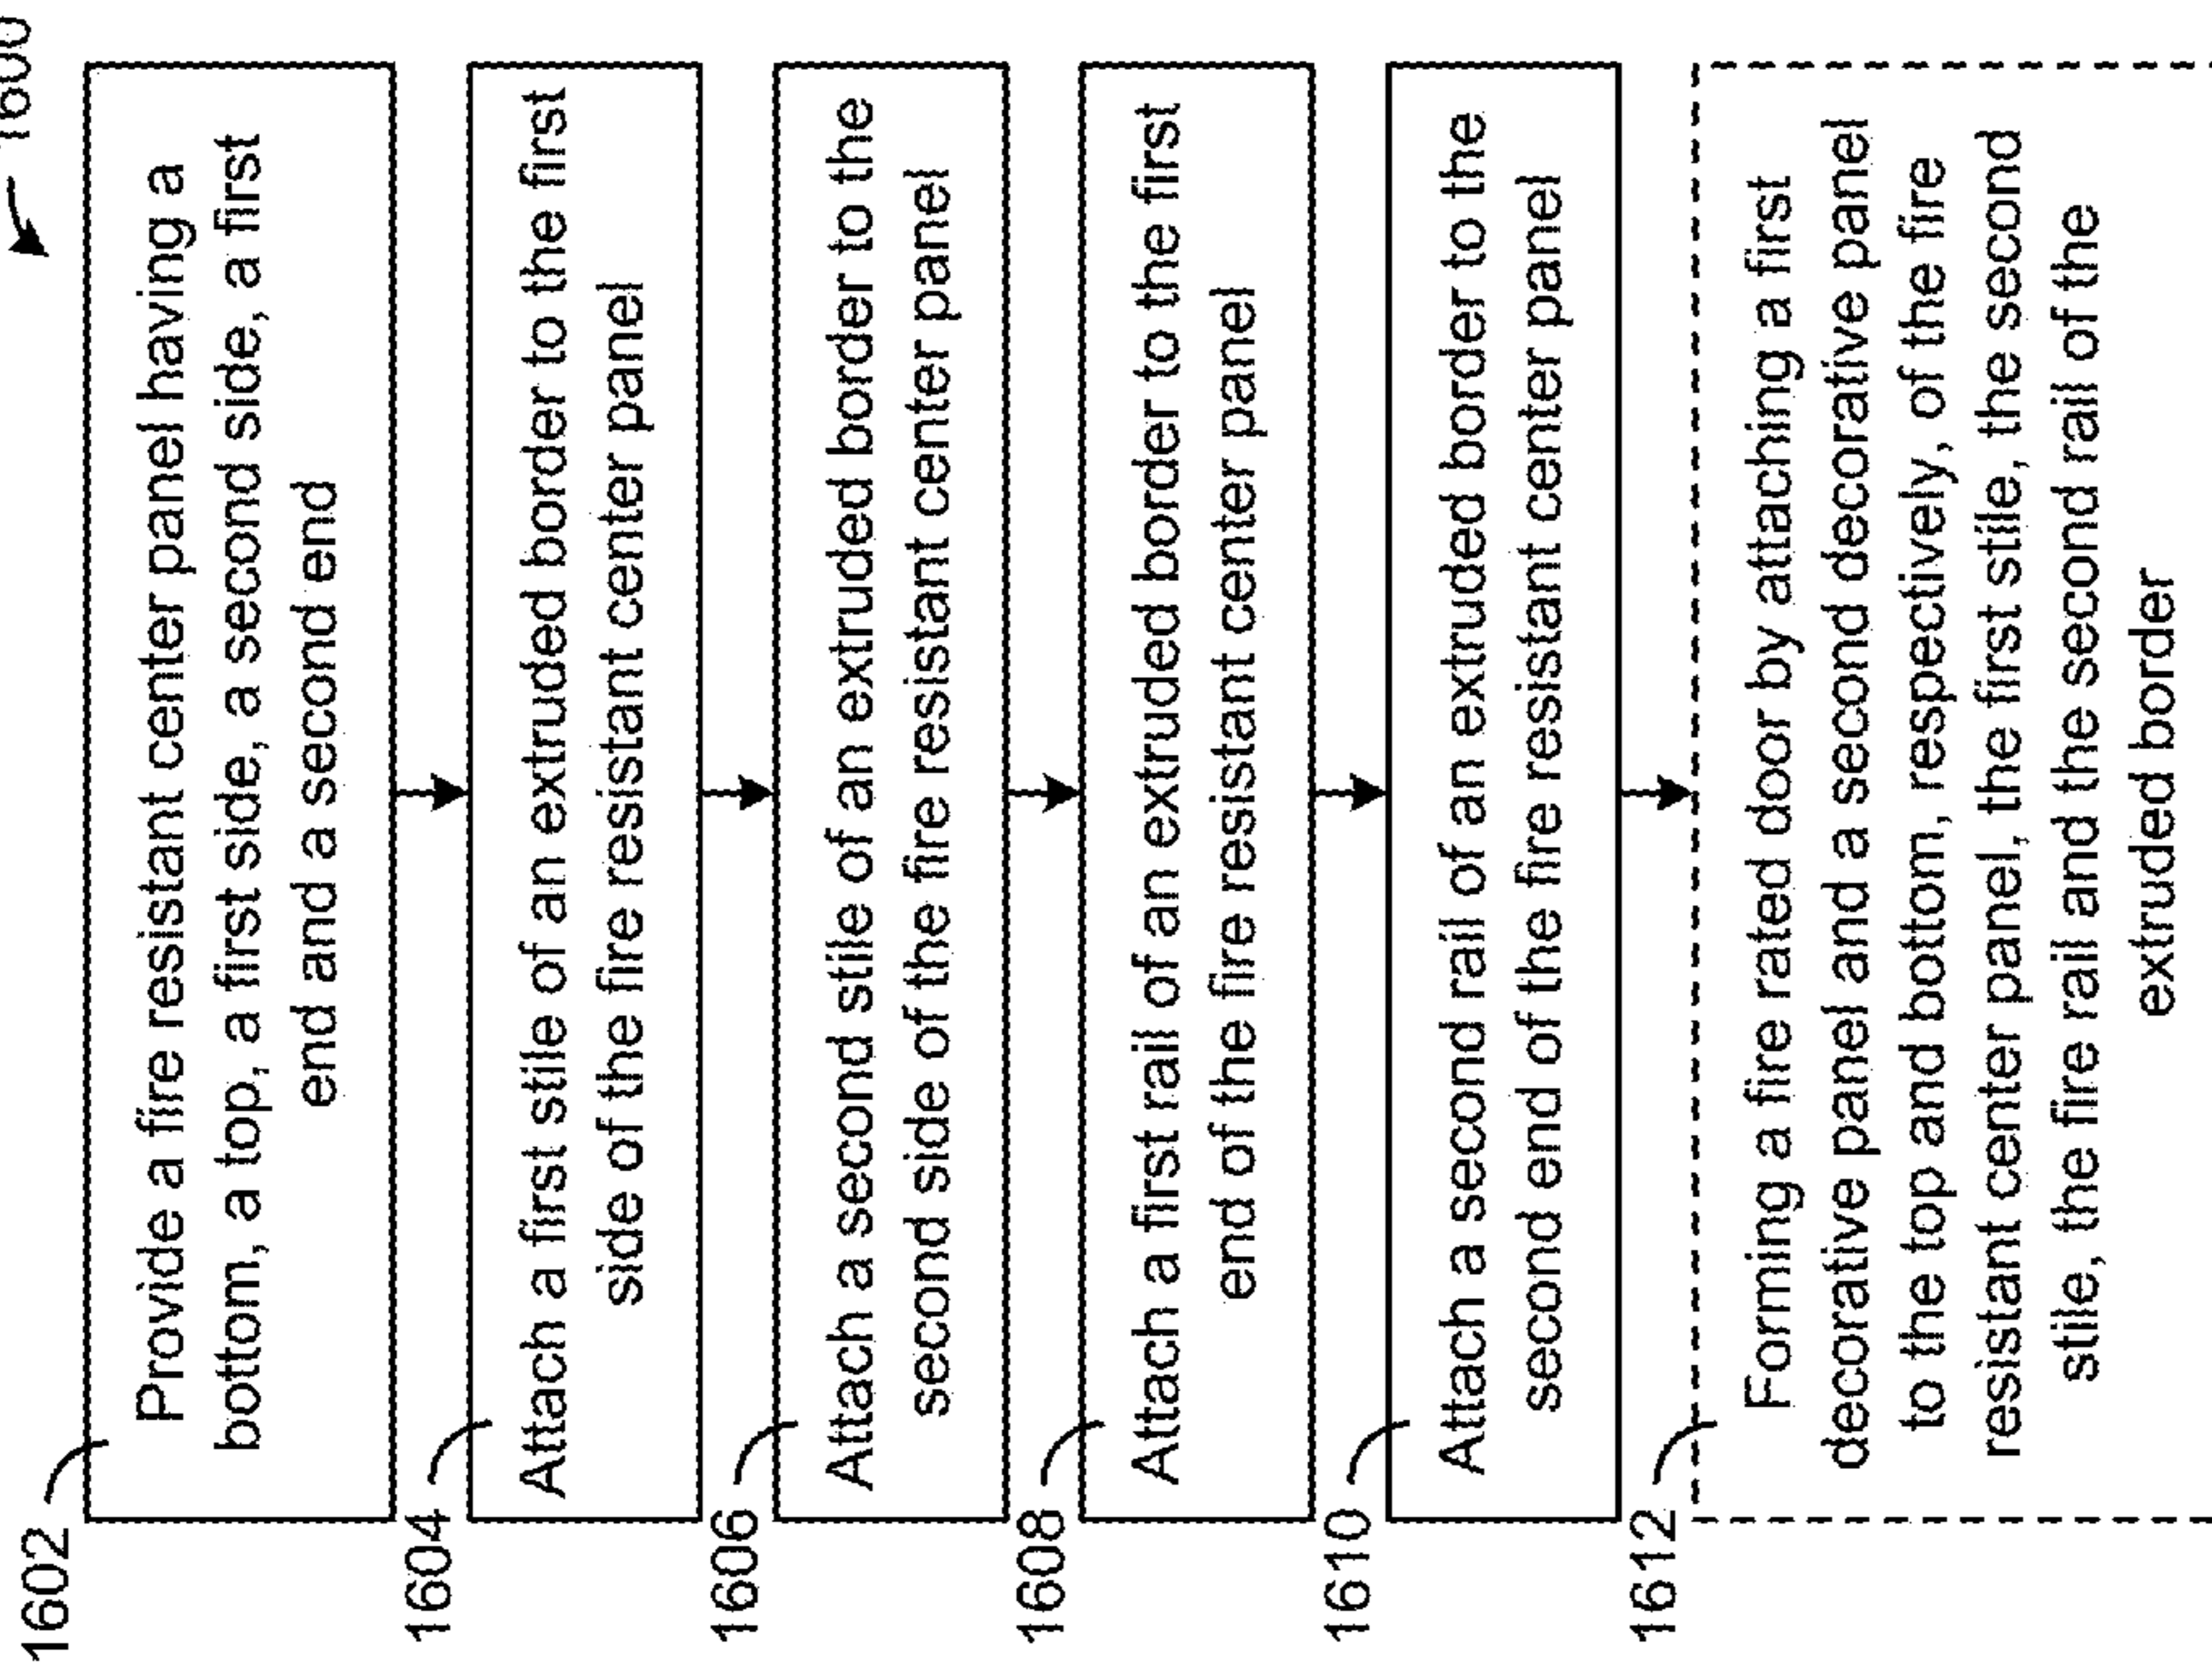 1600
1602
Provide a fire resistant center panel having a
bottom, a top, a first side, a second side, a first
end and a second end
1604
Attach a first stile of an extruded border to the first
side of the fire resistant center panel
1606
Attach a second stile of an extruded border to the
second side of the fire resistant center panel
1608
Attach a first rail of an extruded border to the first
end of the fire resistant center panel
1610
Attach a second rail of an extruded border to the
second end of the fire resistant center panel
1612
Forming a fire rated door by attaching a first
decorative panel and a second decorative panel
to the top and bottom, respectively, of the fire
resistant center panel, the first stile, the second
stile, the fire rail and the second rail of the
extruded border